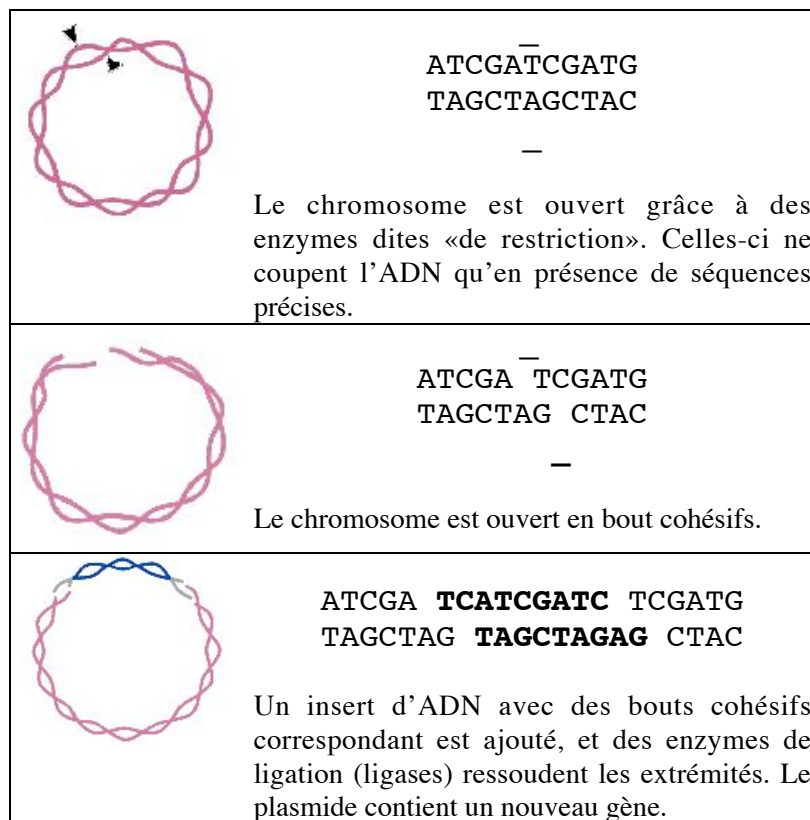 ATCGATCGATG
TAGCTAGCTAC
Le chromosome est ouvert grâce à des
enzymes dites «de restriction». Celles-ci ne
coupent l’ADN qu’en présence de séquences
précises.
ATCGA TCGATG
TAGCTAG CTAC
Le chromosome est ouvert en bout cohésifs.
ATCGA TCATCGATC TCGATG
TAGCTAG TAGCTAGAG CTAC
Un insert d’ADN avec des bouts cohésifs
correspondant est ajouté, et des enzymes de
ligation (ligases) ressoudent les extrémités. Le
plasmide contient un nouveau gène.